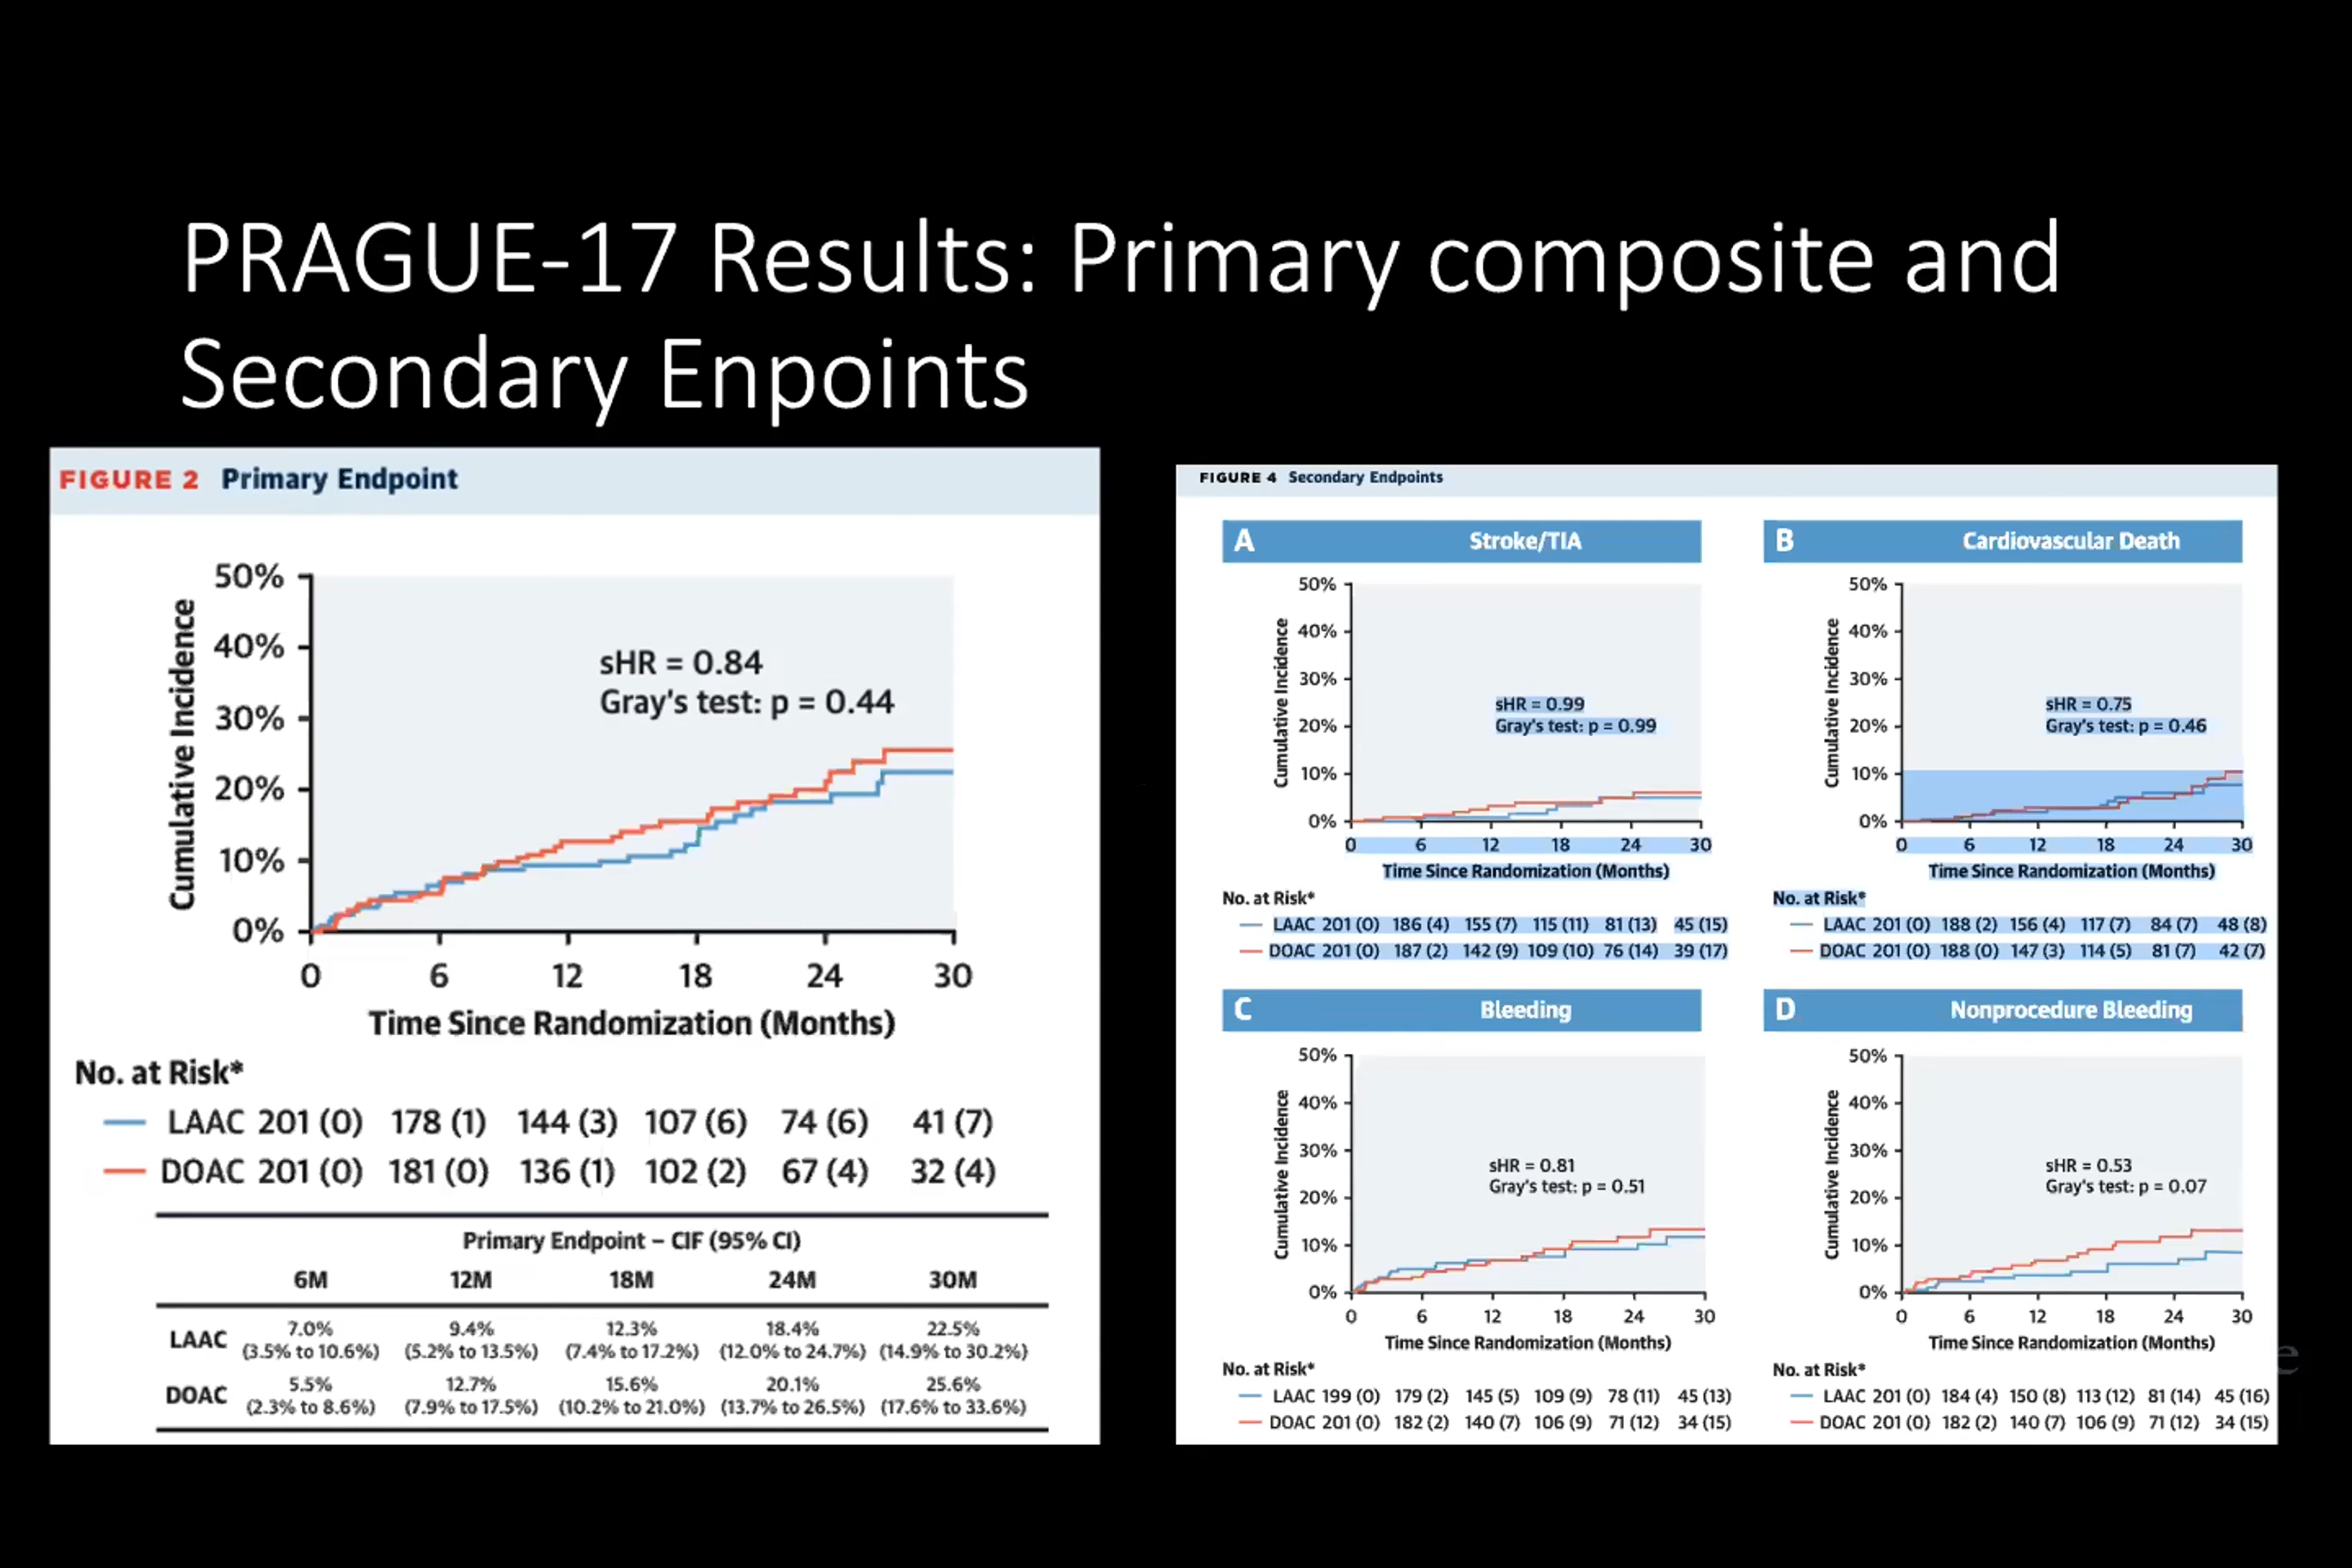 PRAGUE-17 Results: Primary composite and
Secondary Enpoints
FIGURE 2 Primary Endpoint
50%
40%
30%
20%
10%
0%
Cumulative Incidence
sHR = 0.84
Gray's test: p = 0.44
0 6 12 18 24 30
Time Since Randomization (Months)
No. at Risk*
LAAC 201 (0) 178 (1) 144 (3) 107 (6) 74 (6) 41 (7)
DOAC 201 (0) 181 (0) 136 (1) 102 (2) 67 (4) 32 (4)
Primary Endpoint – CIF (95% CI)
6M 12M 18M 24M 30M
LAAC
7.0% 9.4% 12.3% 18.4% 22.5%
(3.5% to 10.6%) (5.2% to 13.5%) (7.4% to 17.2%) (12.0% to 24.7%) (14.9% to 30.2%)
DOAC
5.5% 12.7% 15.6% 20.1% 25.6%
(2.3% to 8.6%) (7.9% to 17.5%) (10.2% to 21.0%) (13.7% to 26.5%) (17.6% to 33.6%)
FIGURE 4 Secondary Endpoints
A Stroke/TIA
50%
40%
30%
20%
10%
0%
Cumulative Incidence
sHR = 0.99
Gray's test: p = 0.99
0 6 12 18 24 30
Time Since Randomization (Months)
No. at Risk*
LAAC 201 (0) 186 (4) 155 (7) 115 (11) 81 (13) 45 (15)
DOAC 201 (0) 187 (2) 142 (9) 109 (10) 76 (14) 39 (17)
B Cardiovascular Death
50%
40%
30%
20%
10%
0%
Cumulative Incidence
sHR = 0.75
Gray's test: p = 0.46
0 6 12 18 24 30
Time Since Randomization (Months)
No. at Risk*
LAAC 201 (0) 188 (2) 156 (4) 117 (7) 84 (7) 48 (8)
DOAC 201 (0) 188 (0) 147 (3) 114 (5) 81 (7) 42 (7)
C Bleeding
50%
40%
30%
20%
10%
0%
Cumulative Incidence
sHR = 0.81
Gray's test: p = 0.51
0 6 12 18 24 30
Time Since Randomization (Months)
No. at Risk*
LAAC 199 (0) 179 (2) 145 (5) 109 (9) 78 (11) 45 (13)
DOAC 201 (0) 182 (2) 140 (7) 106 (9) 71 (12) 34 (15)
D Nonprocedure Bleeding
50%
40%
30%
20%
10%
0%
Cumulative Incidence
sHR = 0.53
Gray's test: p = 0.07
0 6 12 18 24 30
Time Since Randomization (Months)
No. at Risk*
LAAC 201 (0) 184 (4) 150 (8) 113 (12) 81 (14) 45 (16)
DOAC 201 (0) 182 (2) 140 (7) 106 (9) 71 (12) 34 (15)